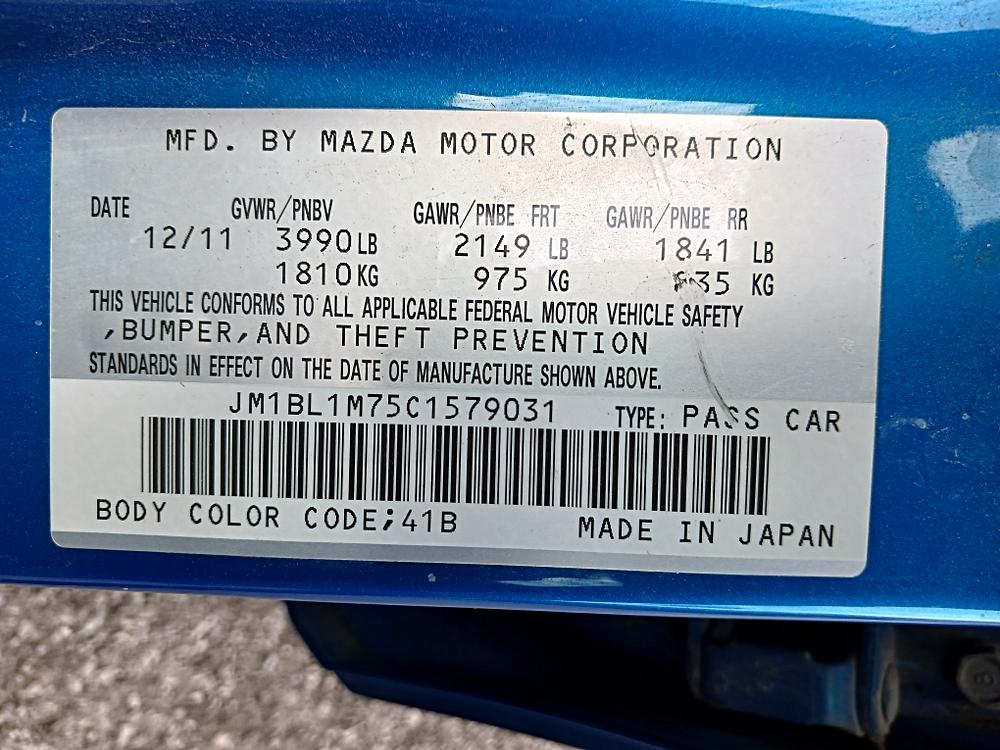 MFD. BY MAZDA MOTOR CORPORATION
DATE GVWR/PNBV GAWR/PNBE FRT GAWR/PNBE RR
12/11 3990LB 2149 LB 1841 LB
1810KG 975 KG 835 KG
THIS VEHICLE CONFORMS TO ALL APPLICABLE FEDERAL MOTOR VEHICLE SAFETY
,BUMPER,AND THEFT PREVENTION
STANDARDS IN EFFECT ON THE DATE OF MANUFACTURE SHOWN ABOVE.
JM1BL1M75C1579031 TYPE: PASS CAR
BODY COLOR CODE;41B MADE IN JAPAN